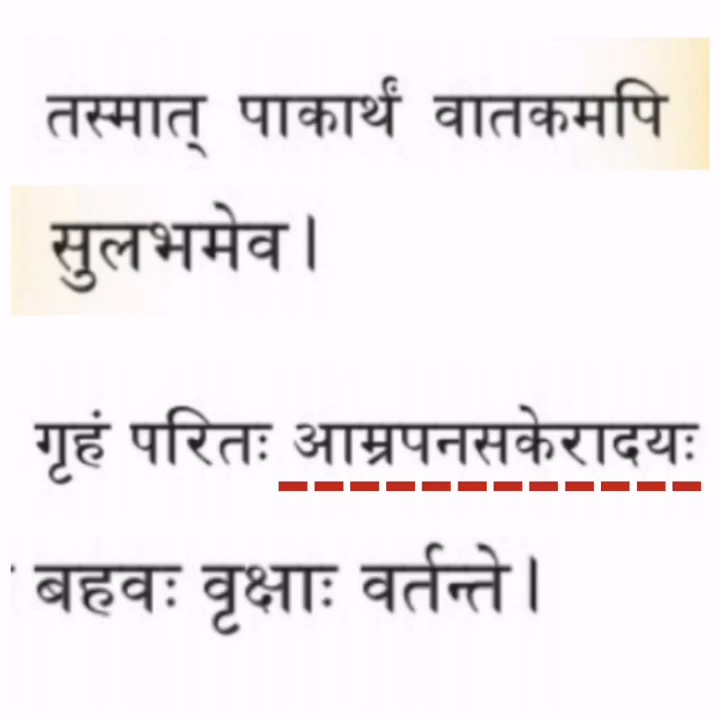 तस्मात् पाकार्थं वातकमपि
सुलभमेव।
गृहं परितः आम्रपनसकेरादयः
बहवः वृक्षाः वर्तन्ते।